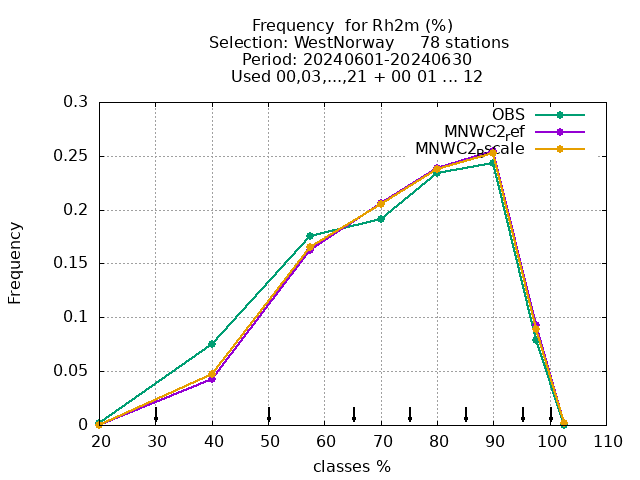 Frequency for Rh2m (%)
Selection: WestNorway 78 stations
Period: 20240601-20240630
Used 00,03,...,21 + 00 01 ... 12
OBS
MNWC2ref
MNWC2pscale
Frequency
0.3
0.25
0.2
0.15
0.1
0.05
0
20 30 40 50 60 70 80 90 100 110
classes %